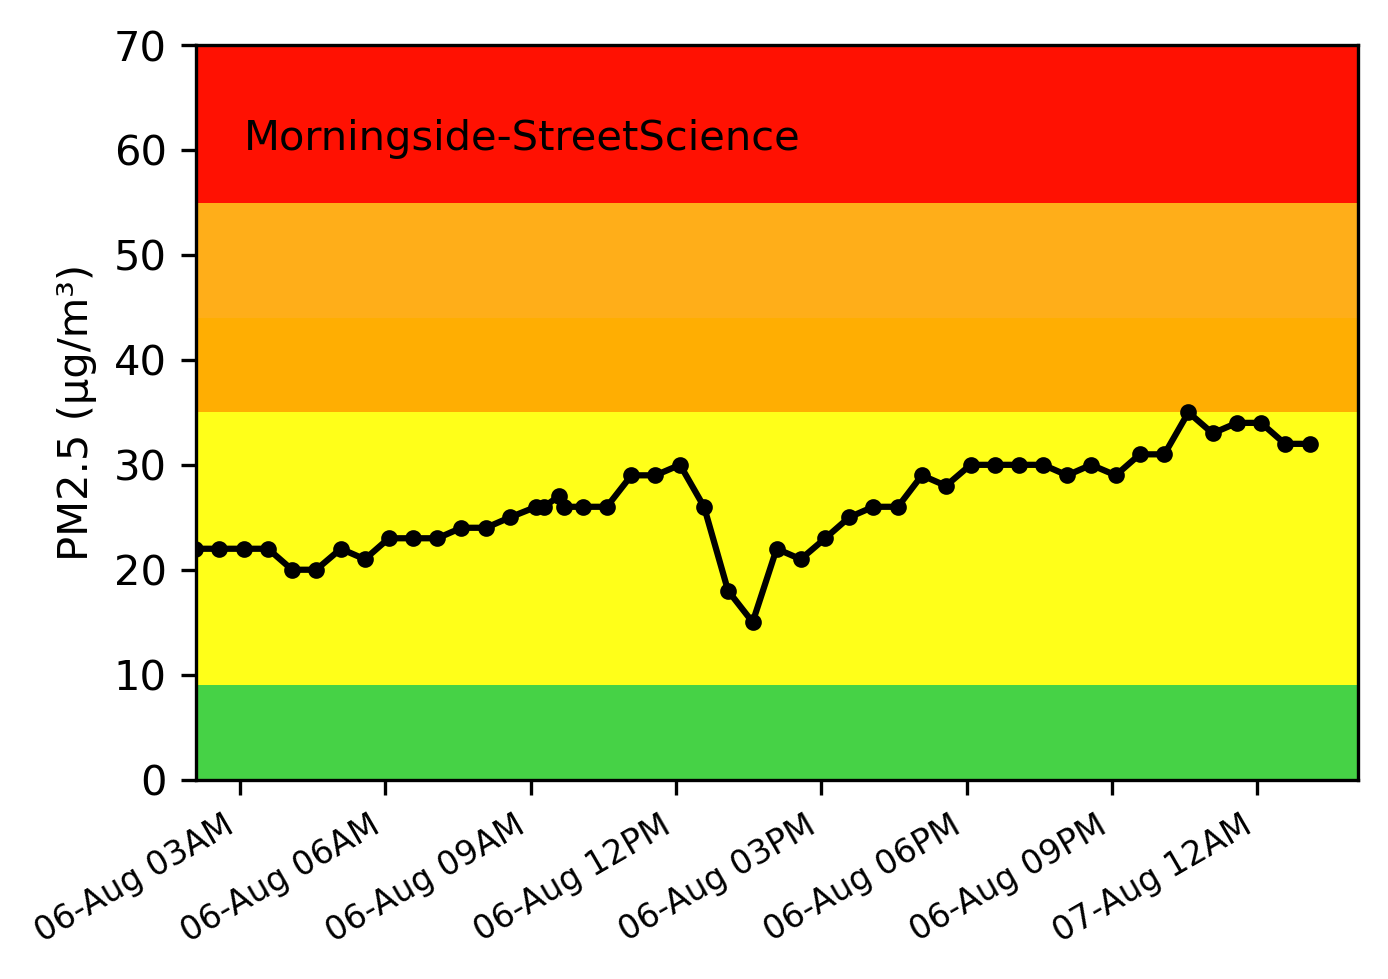 70
60
50
40
30
20
10
0
PM2.5 (µg/m³)
Morningside-StreetScience
06-Aug 03AM
06-Aug 06AM
06-Aug 09AM
06-Aug 12PM
06-Aug 03PM
06-Aug 06PM
06-Aug 09PM
07-Aug 12AM